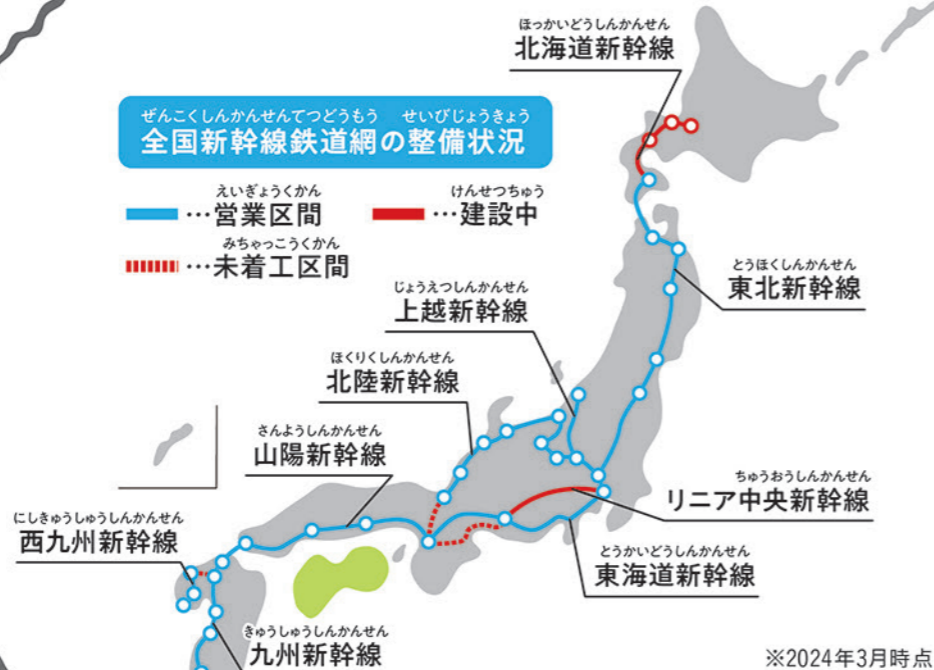 ほっかいどうしんかんせん
北海道新幹線
ぜんこくしんかんせんてつどうもう せいびじょうきょう
全国新幹線鉄道網の整備状況
えいぎょうくかん けんせつちゅう
…営業区間 …建設中
みちゃっこうくかん
…未着工区間
とうほくしんかんせん
東北新幹線
じょうえつしんかんせん
上越新幹線
ほくりくしんかんせん
北陸新幹線
さんようしんかんせん
山陽新幹線
ちゅうおうしんかんせん
リニア中央新幹線
にしきゅうしゅうしんかんせん
西九州新幹線
とうかいどうしんかんせん
東海道新幹線
きゅうしゅうしんかんせん
九州新幹線
※2024年3月時点